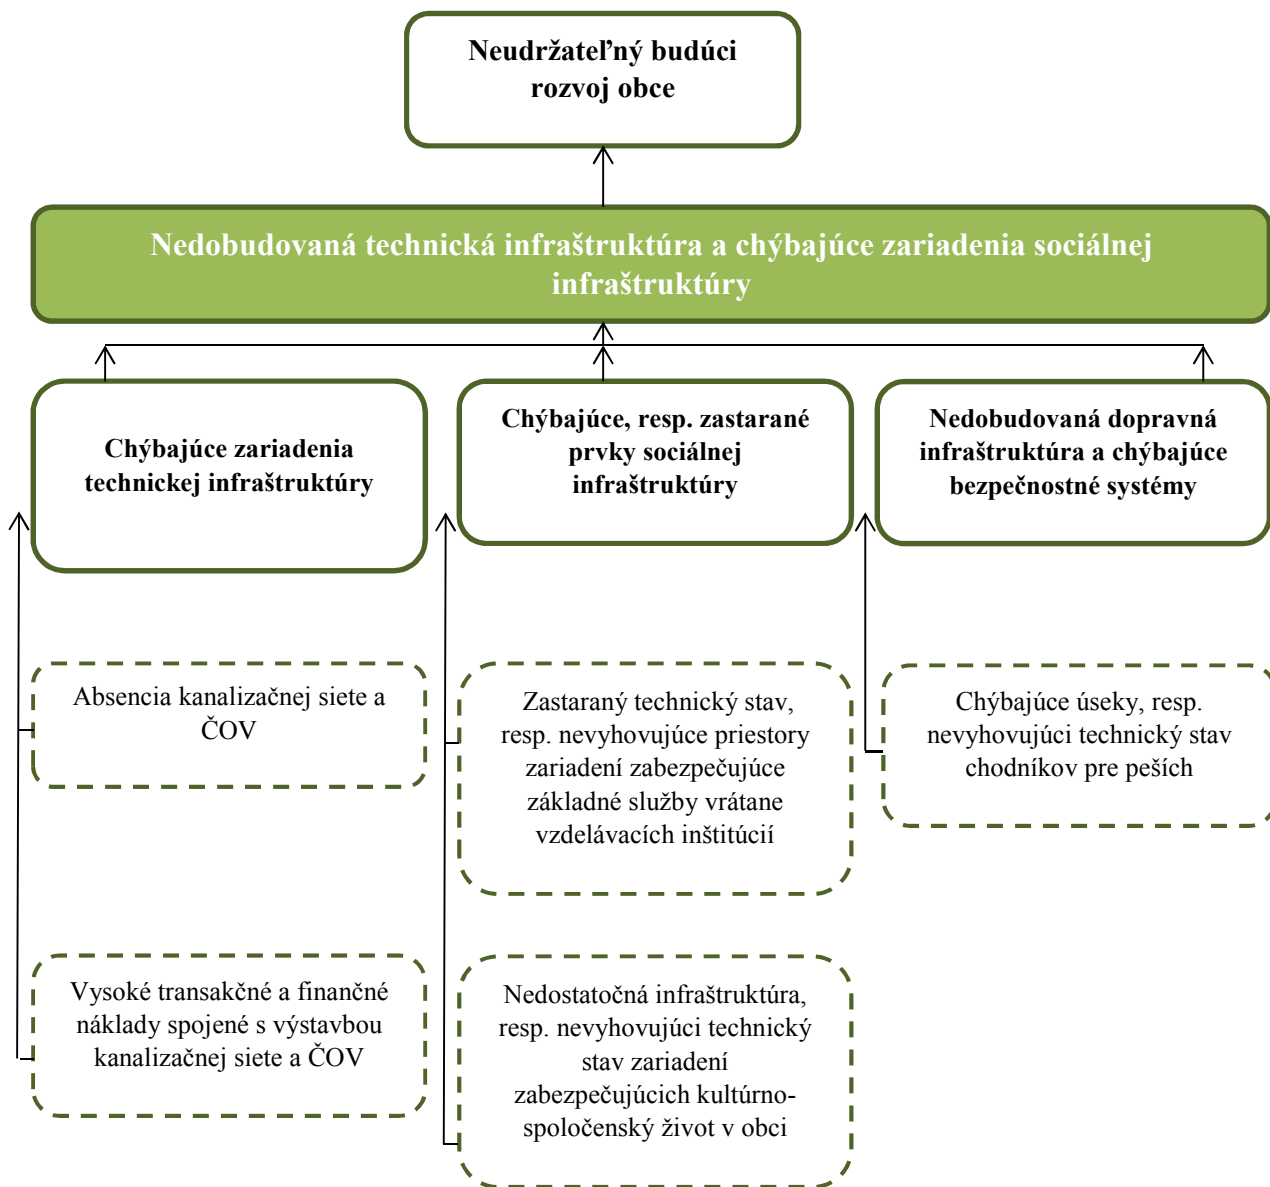 Neudržateľný budúci
rozvoj obce
Nedobudovaná technická infraštruktúra a chýbajúce zariadenia sociálnej
infraštruktúry
Chýbajúce zariadenia
technickej infraštruktúry
Chýbajúce, resp. zastarané
prvky sociálnej
infraštruktúry
Nedobudovaná dopravná
infraštruktúra a chýbajúce
bezpečnostné systémy
Absencia kanalizačnej siete a
ČOV
Zastaraný technický stav,
resp. nevyhovujúce priestory
zariadení zabezpečujúce
základné služby vrátane
vzdelávacích inštitúcií
Chýbajúce úseky, resp.
nevyhovujúci technický stav
chodníkov pre peších
Vysoké transakčné a finančné
náklady spojené s výstavbou
kanalizačnej siete a ČOV
Nedostatočná infraštruktúra,
resp. nevyhovujúci technický
stav zariadení
zabezpečujúcich kultúrno-
spoločenský život v obci